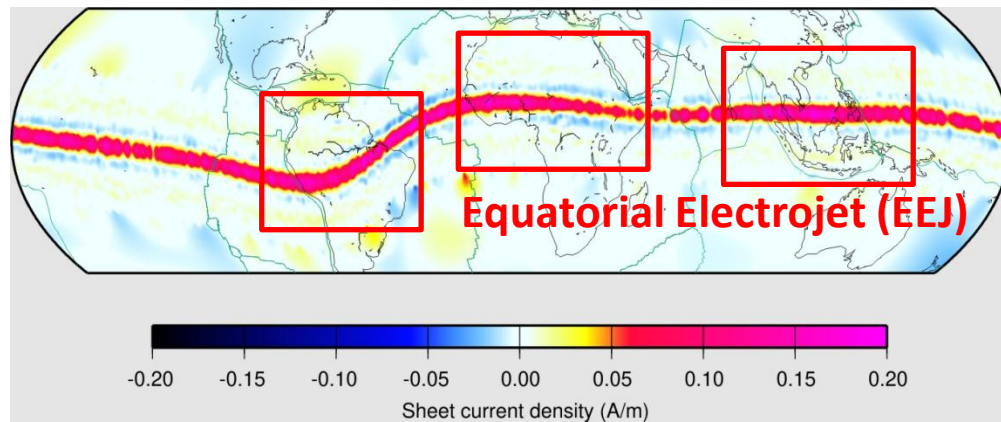 Equatorial Electrojet (EEJ)
-0.20 -0.15 -0.10 -0.05 0.00 0.05 0.10 0.15 0.20
Sheet current density (A/m)